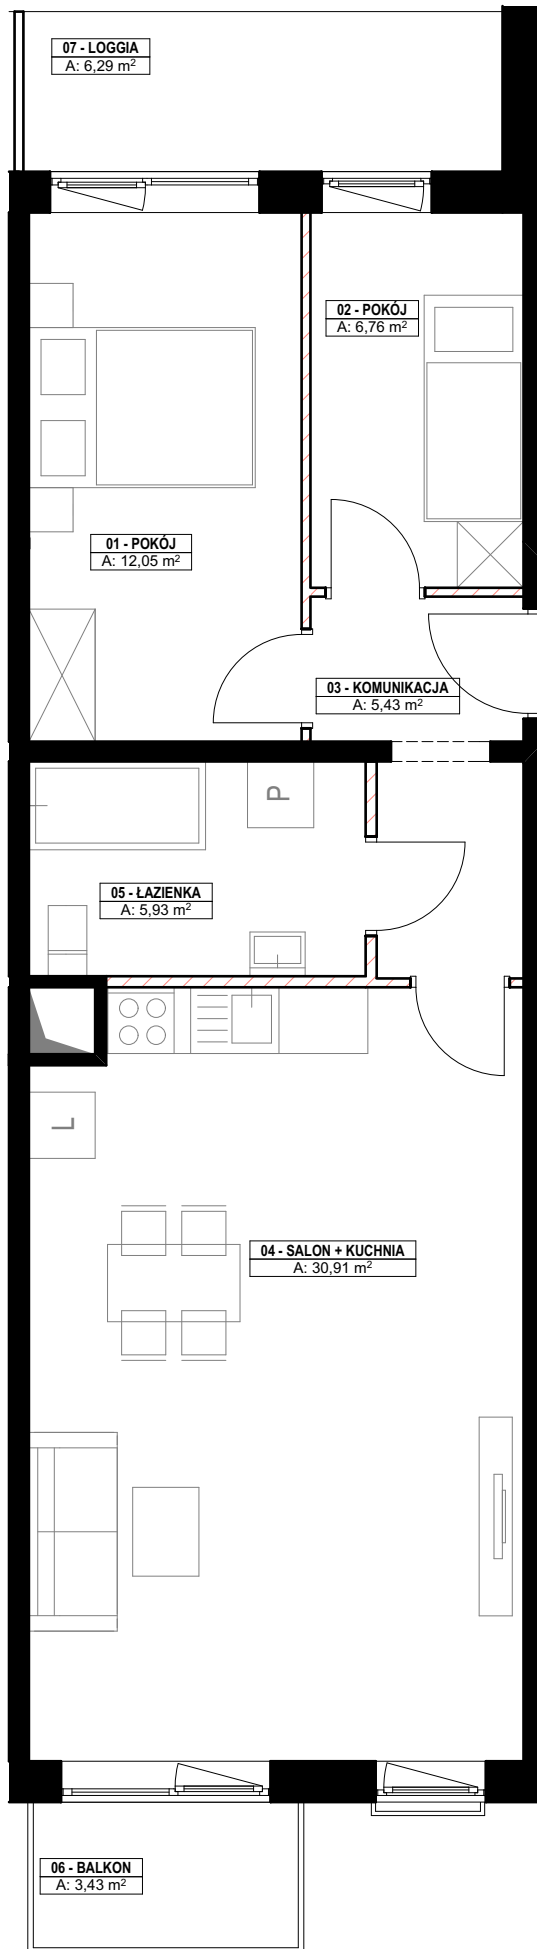 07 - LOGGIA
A: 6,29 m²
02 - POKÓJ
A: 6,76 m²
01 - POKÓJ
A: 12,05 m²
03 - KOMUNIKACJA
A: 5,43 m²
P
05 - ŁAZIENKA
A: 5,93 m²
L
04 - SALON + KUCHNIA
A: 30,91 m²
06 - BALKON
A: 3,43 m²